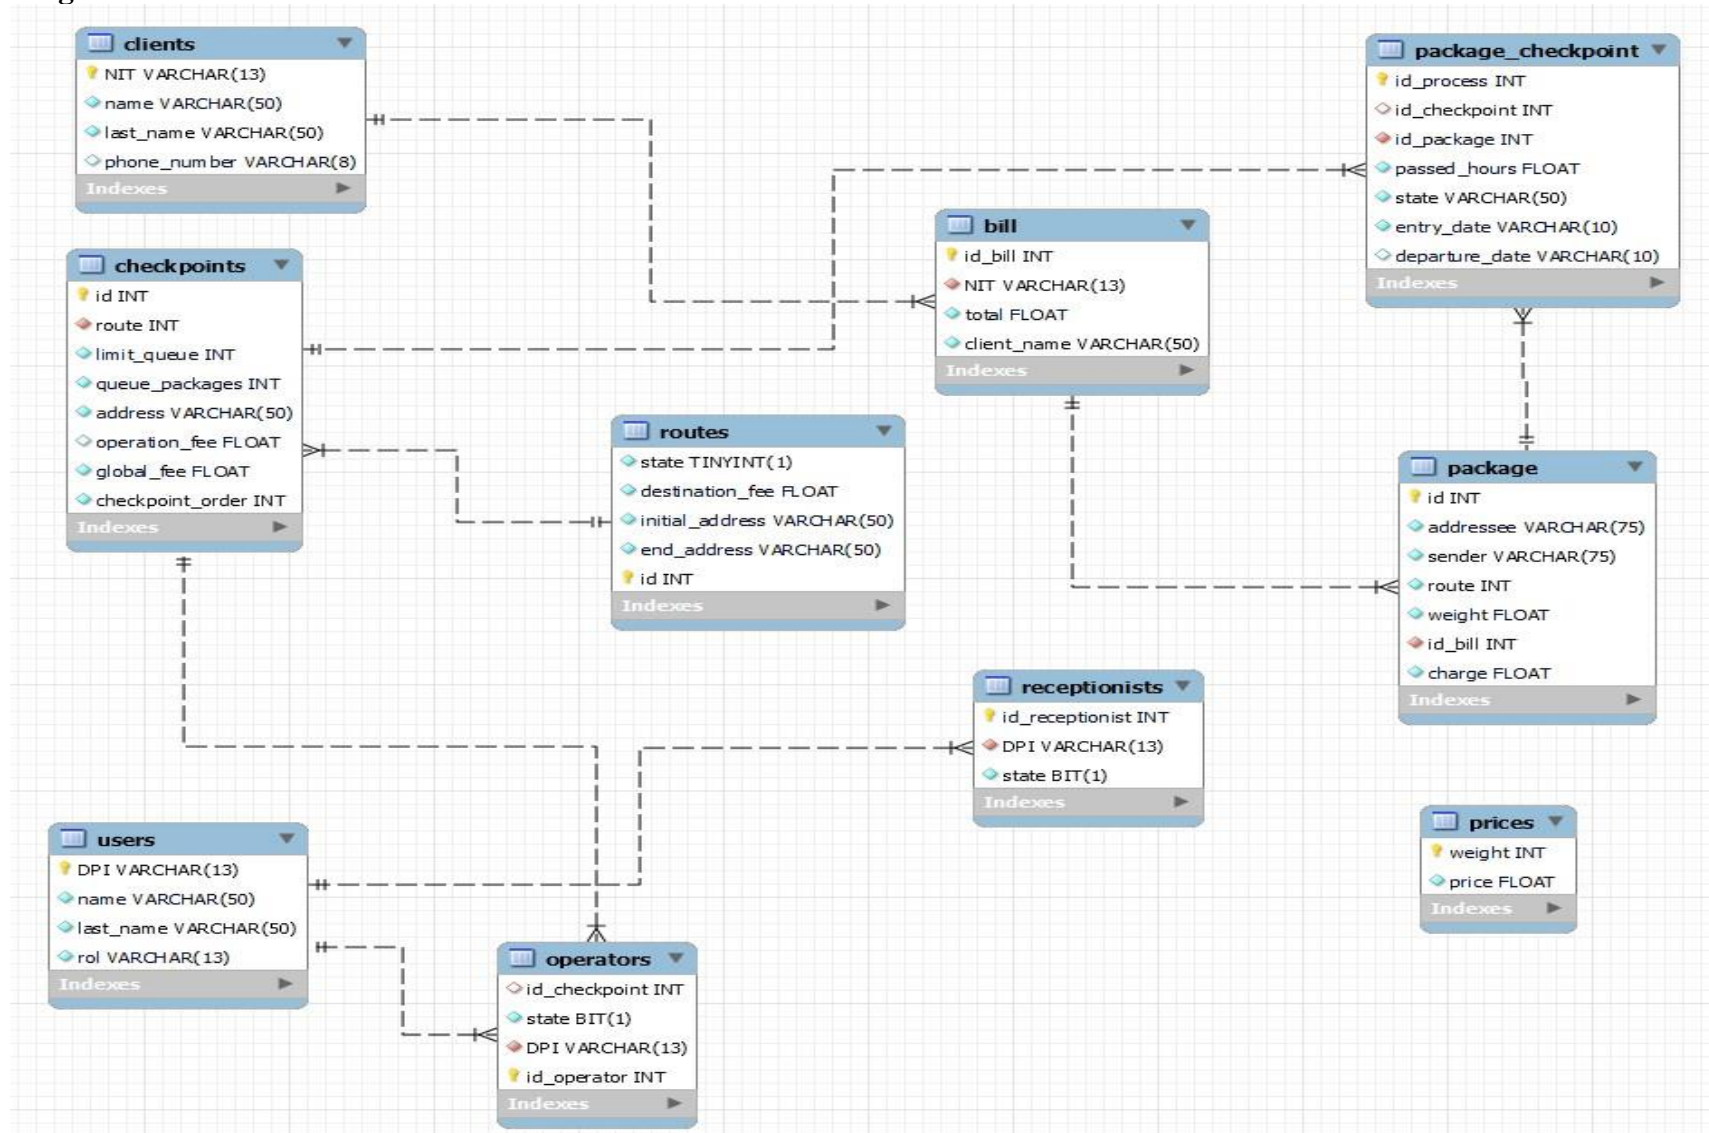 clients
NIT VARCHAR(13)
name VARCHAR(50)
last_name VARCHAR(50)
phone_number VARCHAR(8)
Indexes
package_checkpoint
id_process INT
id_checkpoint INT
id_package INT
passed_hours FLOAT
state VARCHAR(50)
entry_date VARCHAR(10)
departure_date VARCHAR(10)
Indexes
checkpoints
id INT
route INT
limit_queue INT
queue_packages INT
address VARCHAR(50)
operation_fee FLOAT
global_fee FLOAT
checkpoint_order INT
Indexes
bill
id_bill INT
NIT VARCHAR(13)
total FLOAT
client_name VARCHAR(50)
Indexes
routes
state TINYINT(1)
destination_fee FLOAT
initial_address VARCHAR(50)
end_address VARCHAR(50)
id INT
Indexes
package
id INT
addressee VARCHAR(75)
sender VARCHAR(75)
route INT
weight FLOAT
id_bill INT
charge FLOAT
Indexes
receptionists
id_receptionist INT
DPI VARCHAR(13)
state BIT(1)
Indexes
prices
weight INT
price FLOAT
Indexes
users
DPI VARCHAR(13)
name VARCHAR(50)
last_name VARCHAR(50)
rol VARCHAR(13)
Indexes
operators
id_checkpoint INT
state BIT(1)
DPI VARCHAR(13)
id_operator INT
Indexes